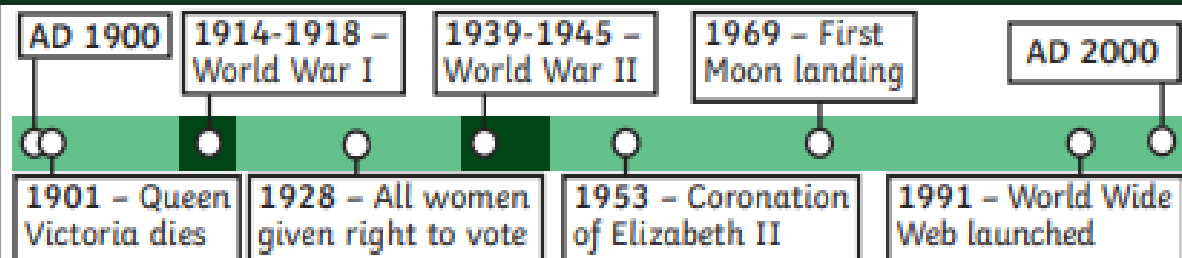 AD 1900
1914-1918 –
World War I
1939-1945 –
World War II
1969 – First
Moon landing
AD 2000
1901 – Queen
Victoria dies
1928 – All women
given right to vote
1953 – Coronation
of Elizabeth II
1991 – World Wide
Web launched